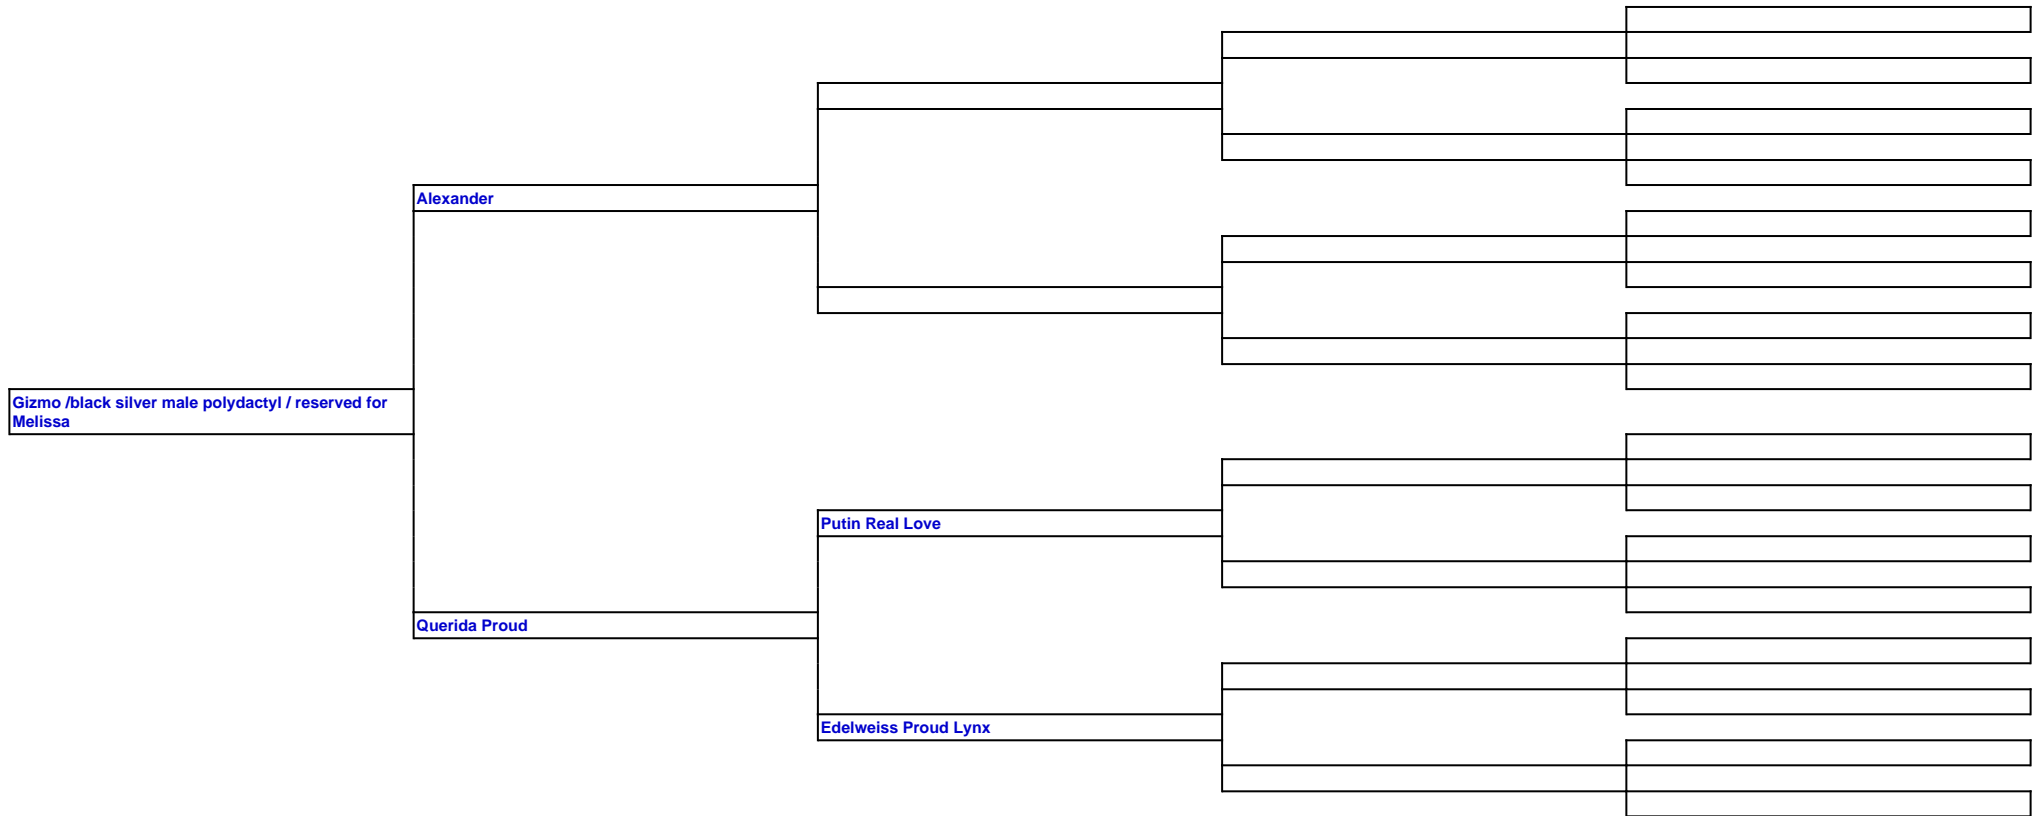 Alexander
Gizmo /black silver male polydactyl / reserved for
Melissa
Putin Real Love
Querida Proud
Edelweiss Proud Lynx